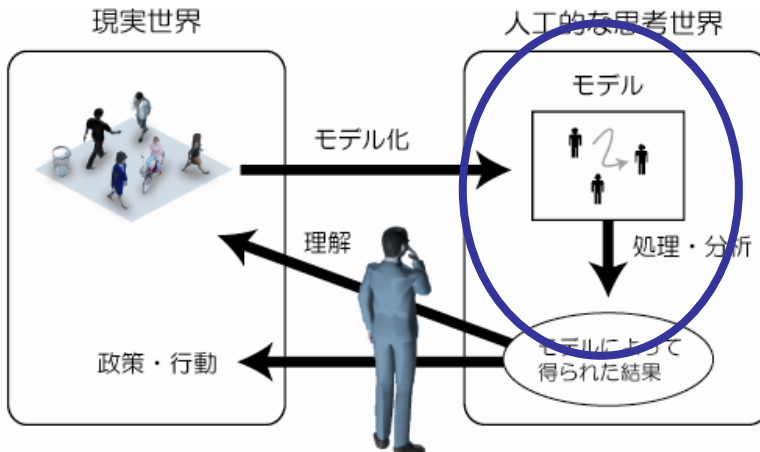 現実世界
人工的な思考世界
モデル
モデル化
理解
処理・分析
政策・行動
モデルによって
得られた結果